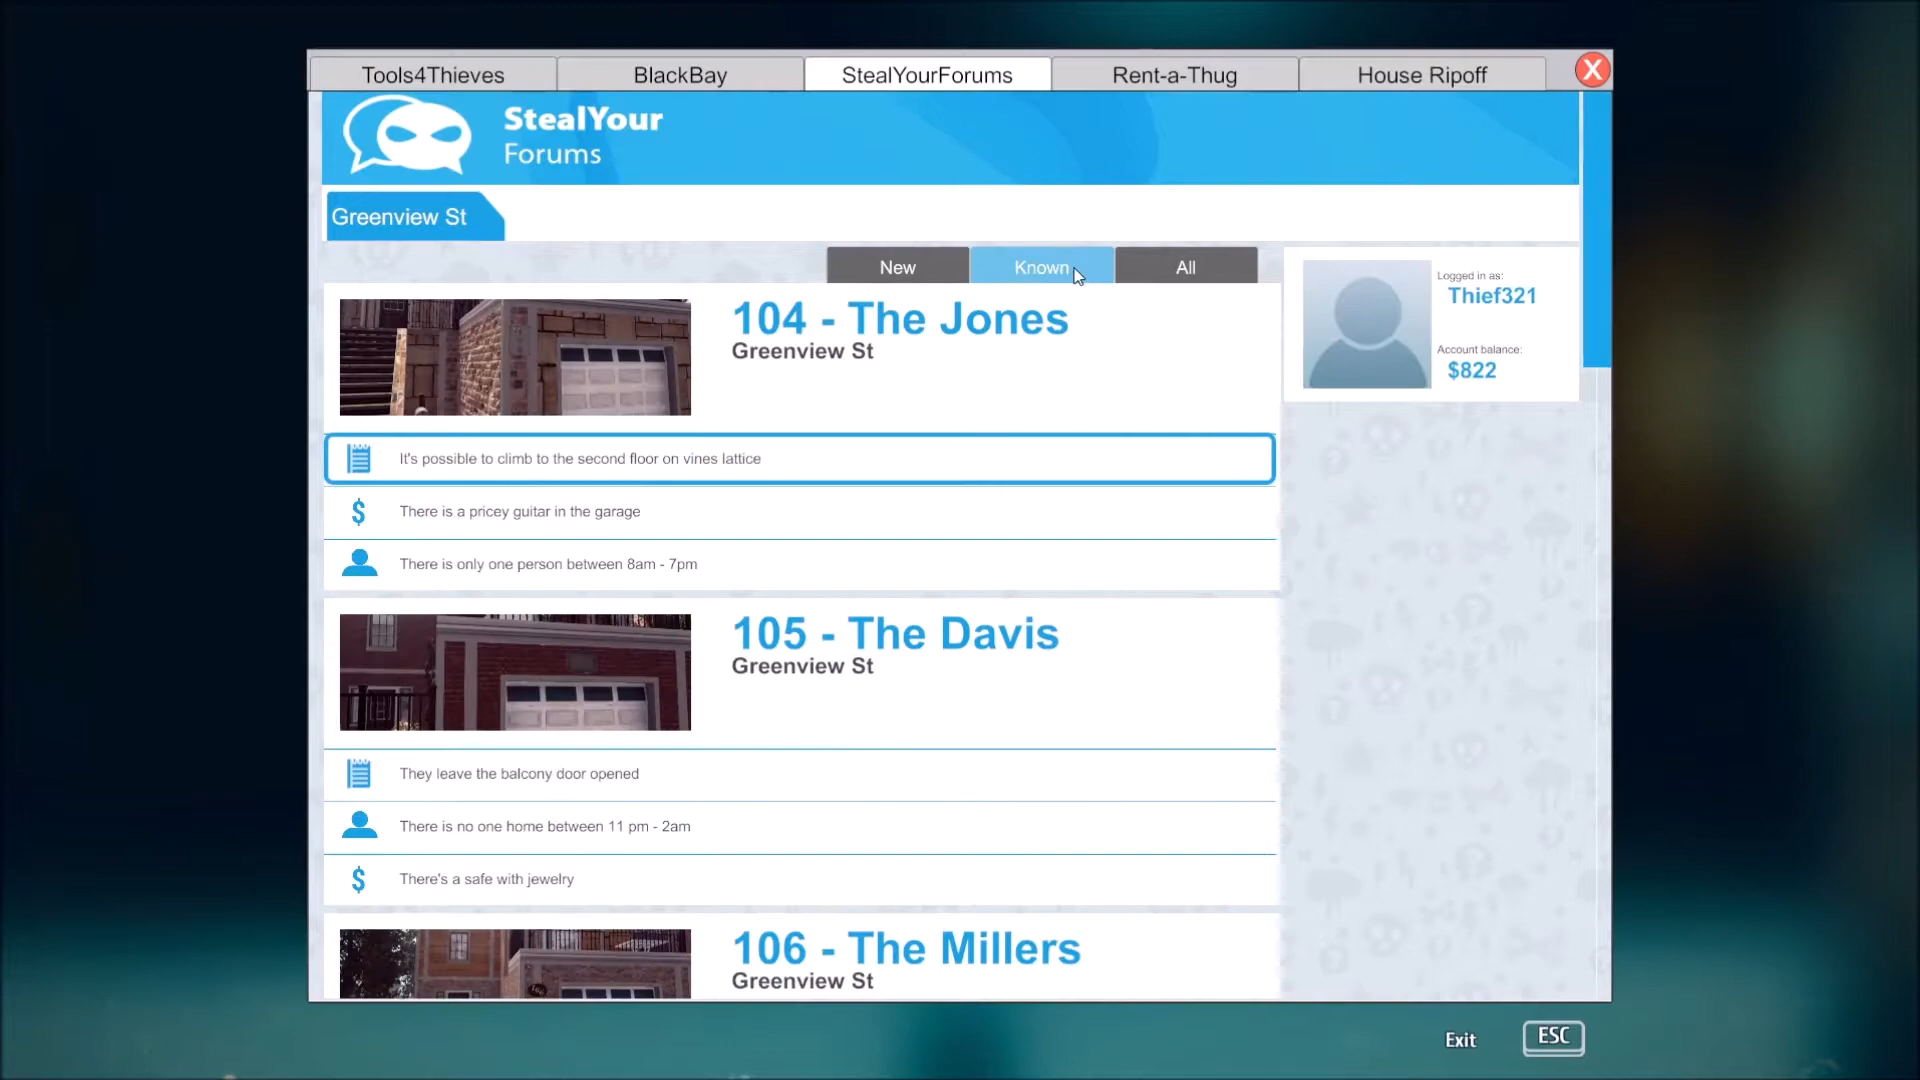 Tools4Thieves
BlackBay
StealYourForums
Rent-a-Thug
House Ripoff
X
StealYour
Forums
Greenview St
New
Known
All
Logged in as:
Thief321
Account balance:
$822
104 - The Jones
Greenview St
It's possible to climb to the second floor on vines lattice
$ There is a pricey guitar in the garage
There is only one person between 8am - 7pm
105 - The Davis
Greenview St
They leave the balcony door opened
There is no one home between 11 pm - 2am
$ There's a safe with jewelry
106 - The Millers
Greenview St
Exit
ESC